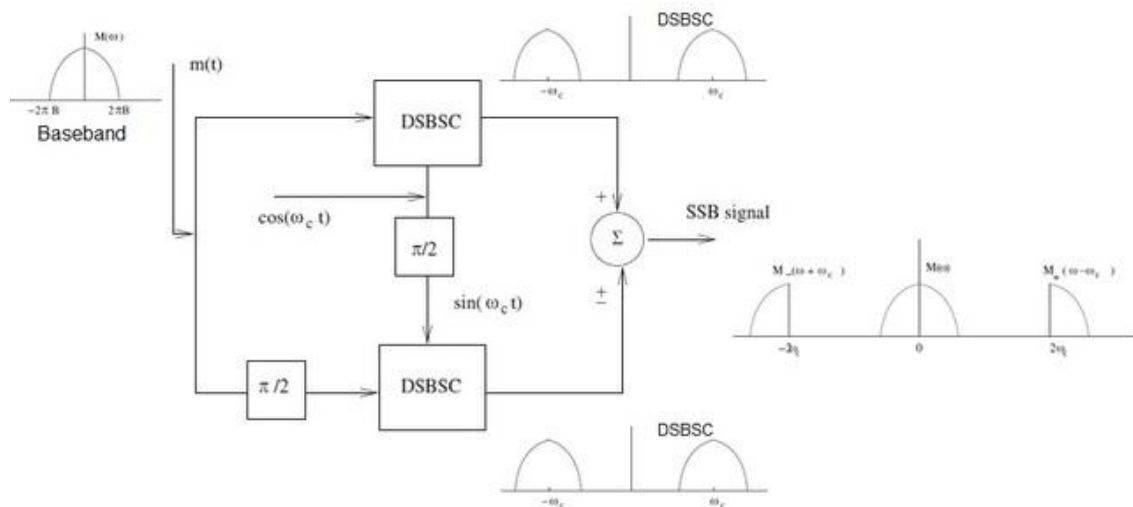 M(ω)
−2π B
2πB
Baseband
m(t)
DSBSC
−ω c
ω c
DSBSC
cos(ω c t)
π/2
sin(ω c t)
π /2
DSBSC
+
Σ
+
−
SSB signal
M −(ω + ω c )
M +( ω−ω c )
0
DSBSC
−ω c
ω c